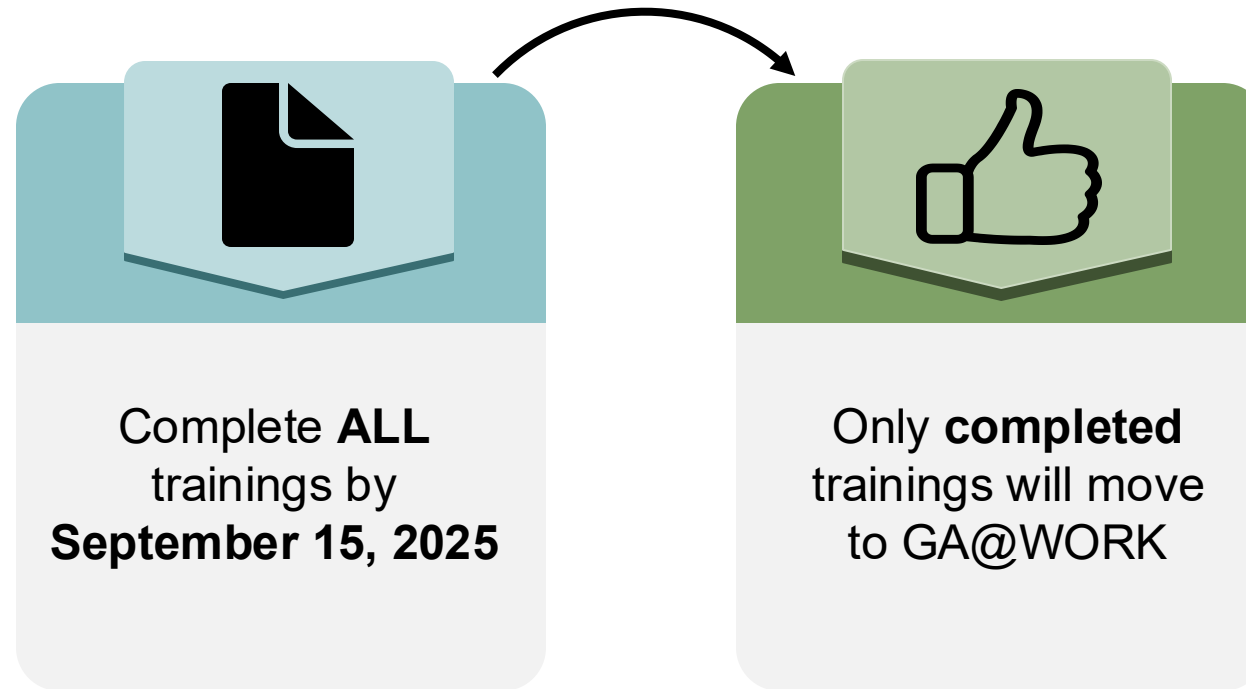 Complete ALL
trainings by
September 15, 2025
Only completed
trainings will move
to GA@WORK